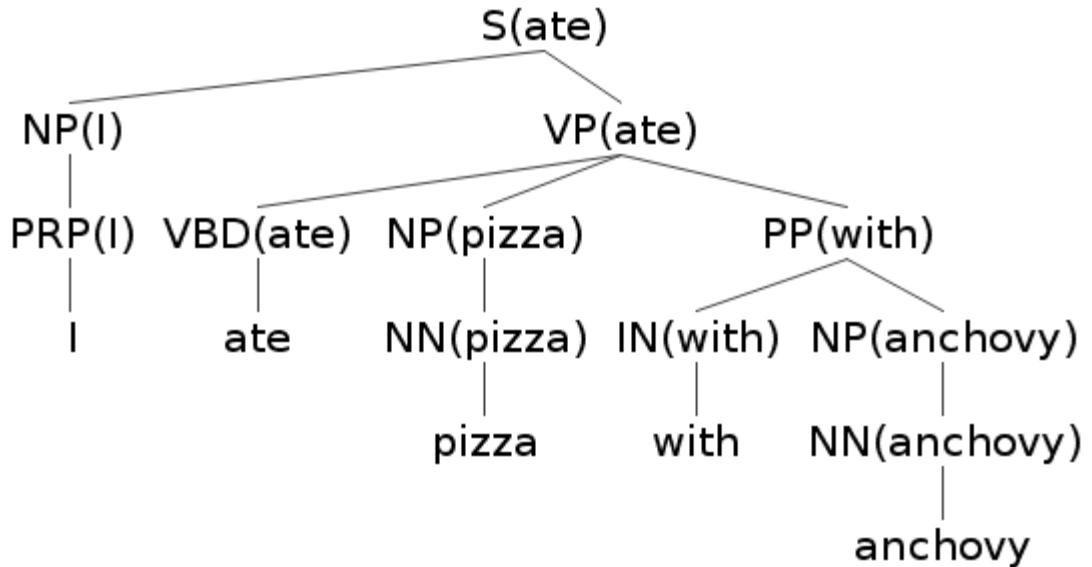 S(ate)
NP(I) VP(ate)
PRP(I) VBD(ate) NP(pizza) PP(with)
I ate NN(pizza) IN(with) NP(anchovy)
pizza with NN(anchovy)
anchovy